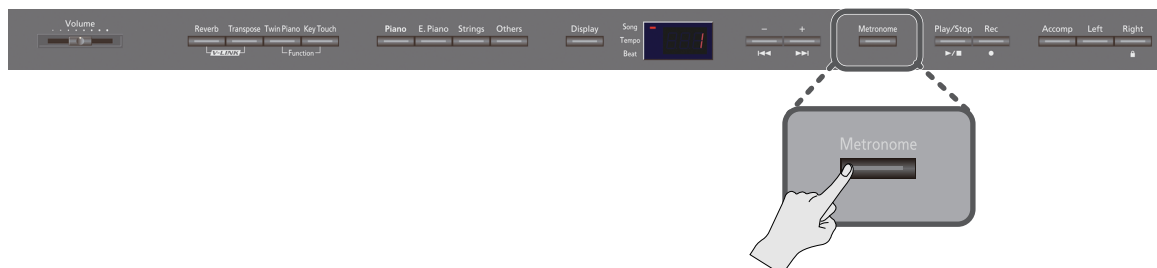 Volume
Reverb Transpose Twin Piano Key Touch
V-LINK
Function
Piano E. Piano Strings Others
Display
Song
Tempo
Beat
1
− +
Metronome
Play/Stop Rec
Accomp Left Right
Metronome